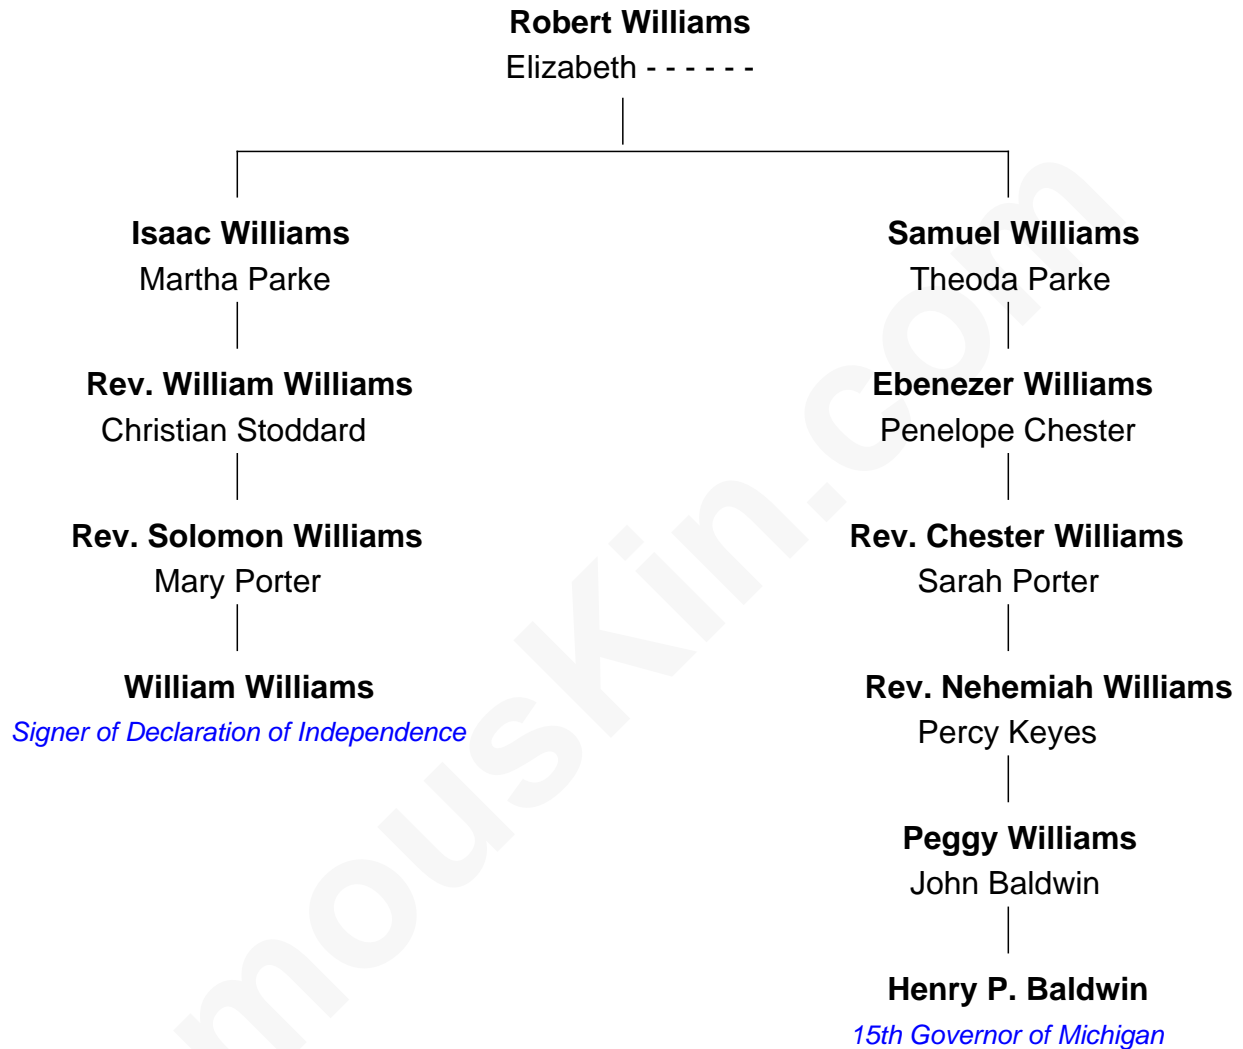 Robert Williams
Elizabeth - - - - - -
Isaac Williams
Martha Parke
Samuel Williams
Theoda Parke
Rev. William Williams
Christian Stoddard
Ebenezer Williams
Penelope Chester
Rev. Solomon Williams
Mary Porter
Rev. Chester Williams
Sarah Porter
William Williams
Signer of Declaration of Independence
Rev. Nehemiah Williams
Percy Keyes
Peggy Williams
John Baldwin
Henry P. Baldwin
15th Governor of Michigan
mouskin.com